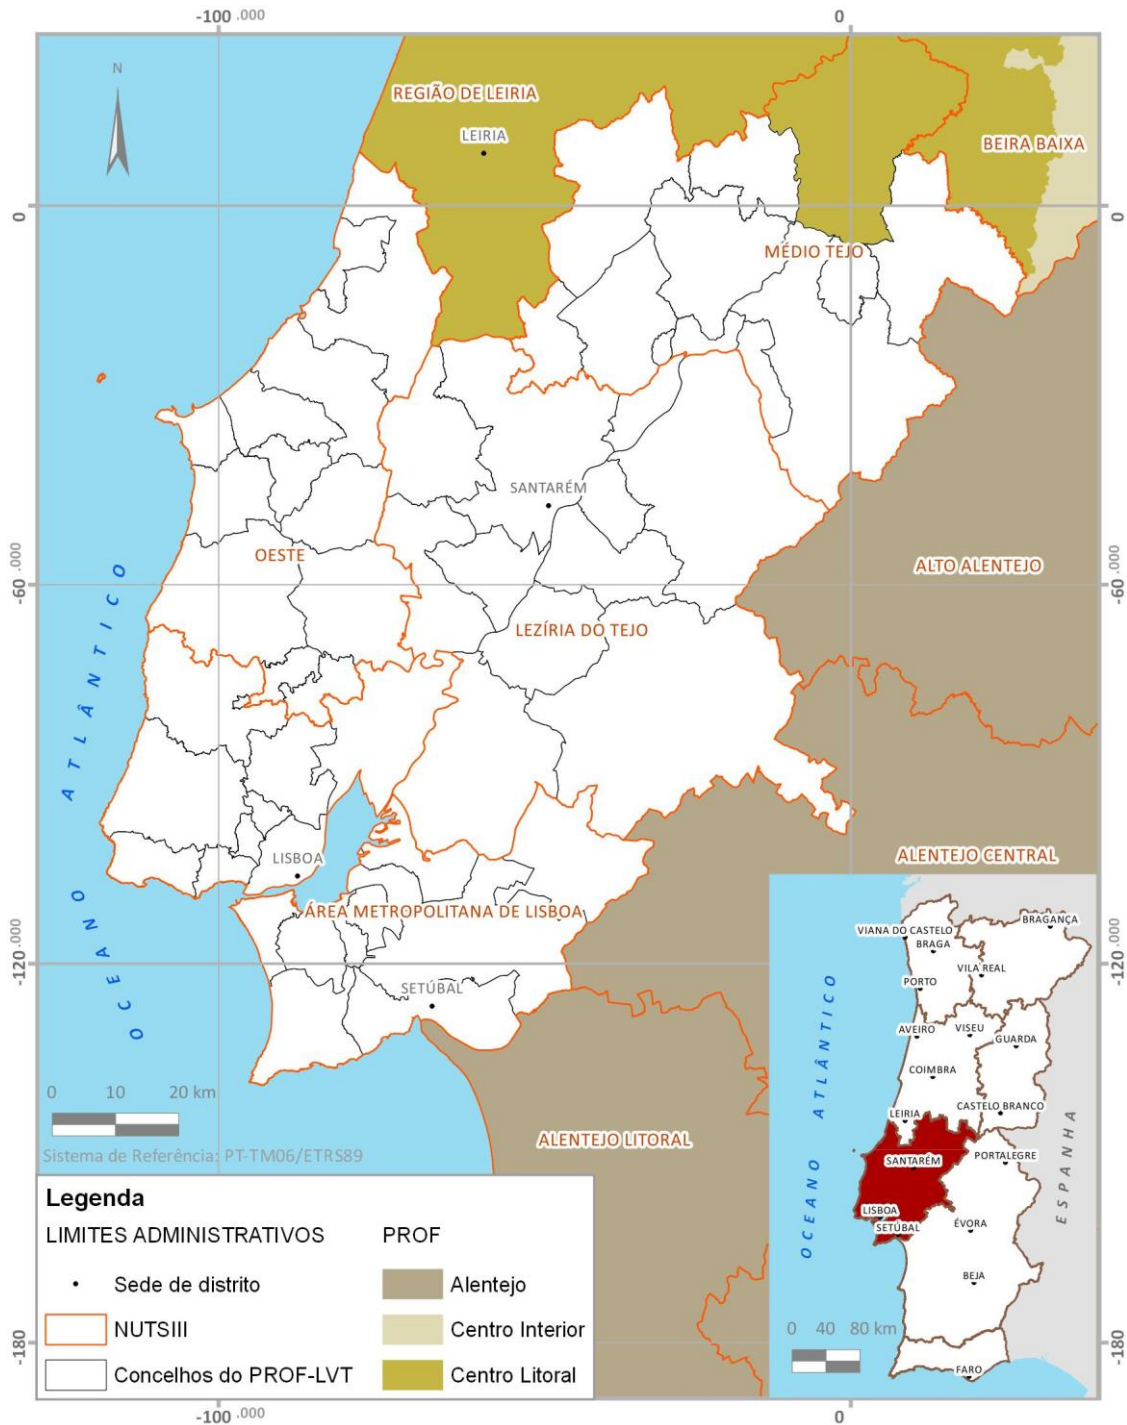 -100.000
0
N
REGIÃO DE LEIRIA
LEIRIA
BEIRA BAIXA
0
0
MÉDIO TEJO
SANTARÉM
OESTE
ALTO ALENTEJO
-60.000
-60.000
LEZÍRIA DO TEJO
OCEANO ATLÂNTICO
LISBOA
ALENTEJO CENTRAL
ÁREA METROPOLITANA DE LISBOA
-120.000
-120.000
SETÚBAL
0 10 20 km
ALENTEJO LITORAL
Sistema de Referência: PT-TM06/ETRS89
Legenda
LIMITES ADMINISTRATIVOS
Sede de distrito
NUTSIII
Concelhos do PROF-LVT
PROF
Alentejo
Centro Interior
Centro Litoral
BRAGANÇA
VIANA DO CASTELO
BRAGA
VILA REAL
PORTO
AVEIRO
VISEU
GUARDA
COIMBRA
CASTELO BRANCO
LEIRIA
PORTALEGRE
SANTARÉM
LISBOA
ÉVORA
SETÚBAL
BEJA
FARO
OCEANO ATLÂNTICO
ESPANHA
0 40 80 km
-180
-180
-100.000
0